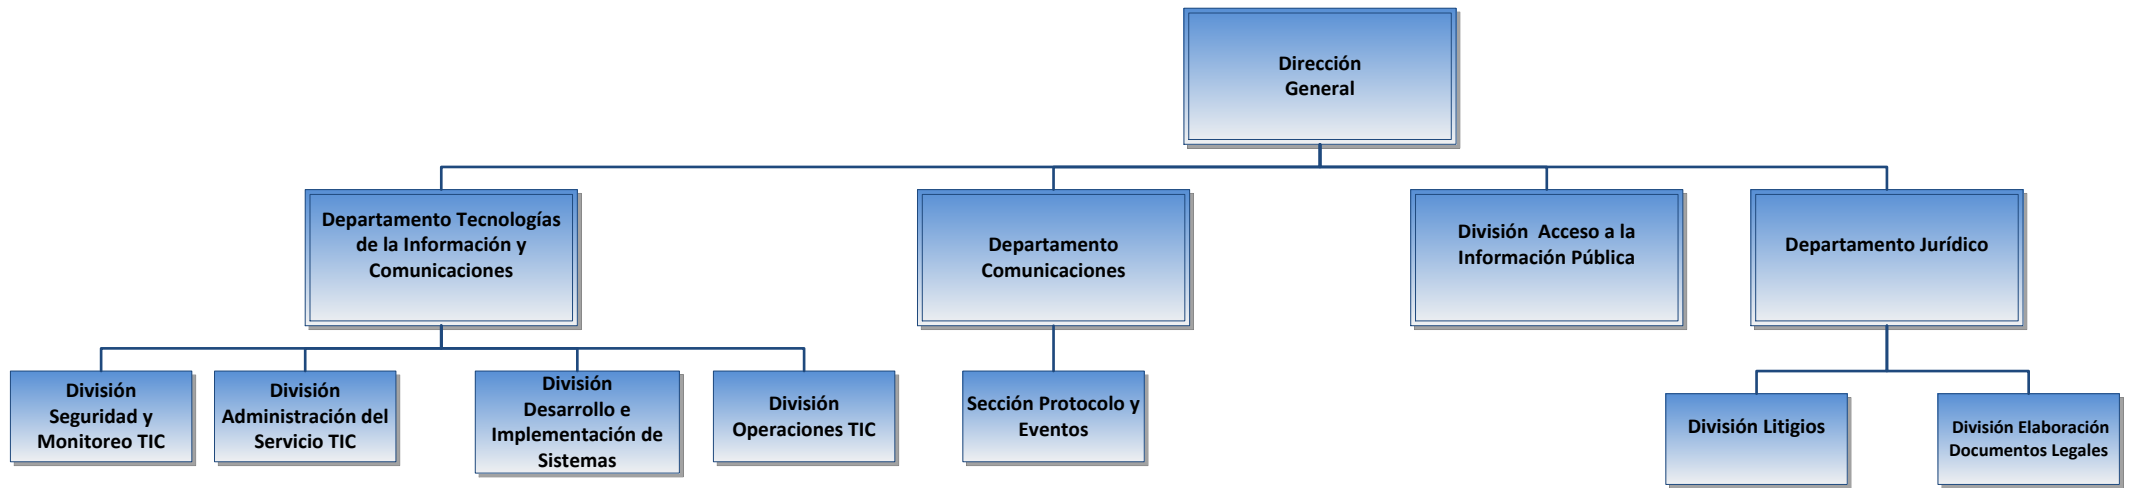 Dirección
General
Departamento Tecnologías
de la Información y
Comunicaciones
Departamento
Comunicaciones
División  Acceso a la
Información Pública
Departamento Jurídico
División
Seguridad y
Monitoreo TIC
División
Administración del
Servicio TIC
División
Desarrollo e
Implementación de
Sistemas
División
Operaciones TIC
Sección Protocolo y
Eventos
División Litigios
División Elaboración
Documentos Legales